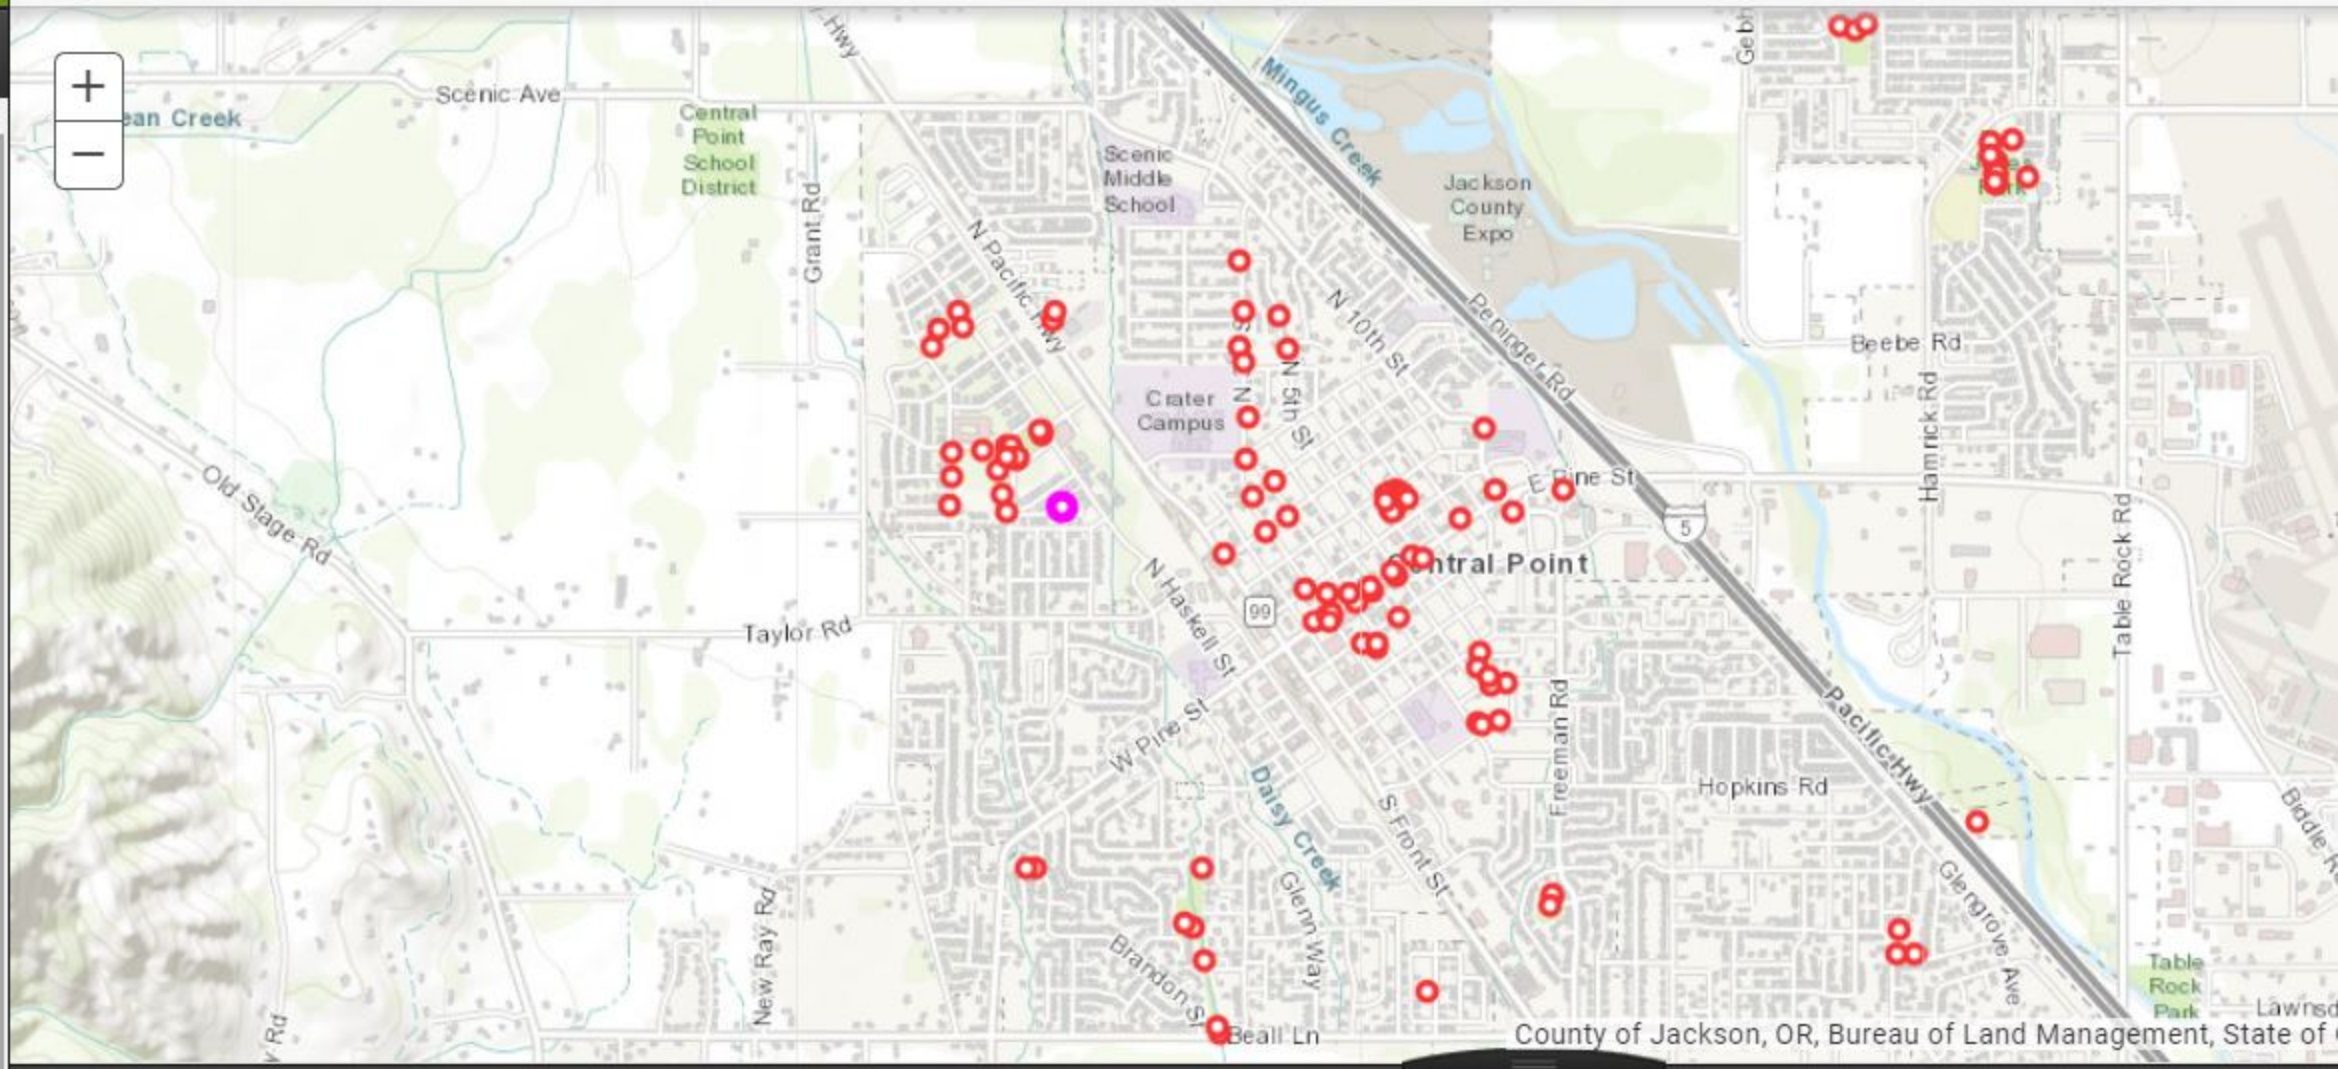 +
−
Scenic Ave
Central
Point
School
District
Grant Rd
Scenic
Middle
School
Mingus Creek
Jackson
County
Expo
N Pacific Hwy
N 10th St
Peninger Rd
Beebe Rd
Hamrick Rd
Crater
Campus
N 5th St
E Pine St
5
Table Rock Rd
Old Stage Rd
99
Taylor Rd
N Haskell St
W Pine St
Daisy Creek
S Front St
Freeman Rd
Hopkins Rd
Pacific Hwy
Glengrove Ave
New Ray Rd
Brandon St
Glenn Way
Beall Ln
Table
Rock
Park
County of Jackson, OR, Bureau of Land Management, State of